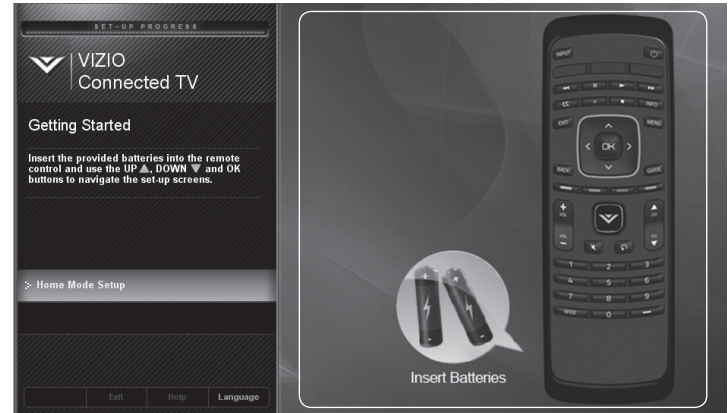 SET-UP PROGRESS
VIZIO
Connected TV
Getting Started
Insert the provided batteries into the remote
control and use the UP ▲, DOWN ▼ and OK
buttons to navigate the set-up screens.
Home Mode Setup
Exit Help Language
Insert Batteries
INPUT
CC INFO
EXIT MENU
OK
BACK GUIDE
+ VOL CH
VOL - CH
1 2 3
4 5 6
7 8 9
WIDE 0 —